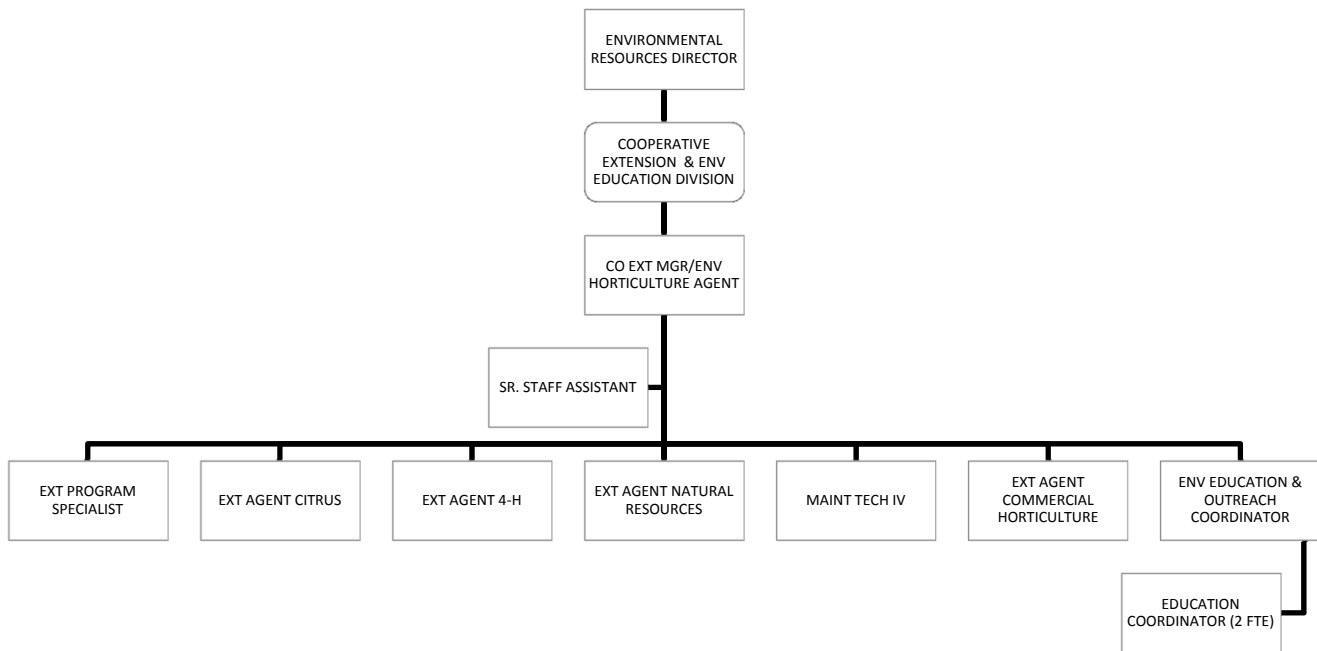 ENVIRONMENTAL
RESOURCES DIRECTOR
COOPERATIVE
EXTENSION & ENV
EDUCATION DIVISION
CO EXT MGR/ENV
HORTICULTURE AGENT
SR. STAFF ASSISTANT
EXT PROGRAM
SPECIALIST
EXT AGENT CITRUS
EXT AGENT 4-H
EXT AGENT NATURAL
RESOURCES
MAINT TECH IV
EXT AGENT
COMMERCIAL
HORTICULTURE
ENV EDUCATION &
OUTREACH
COORDINATOR
EDUCATION
COORDINATOR (2 FTE)